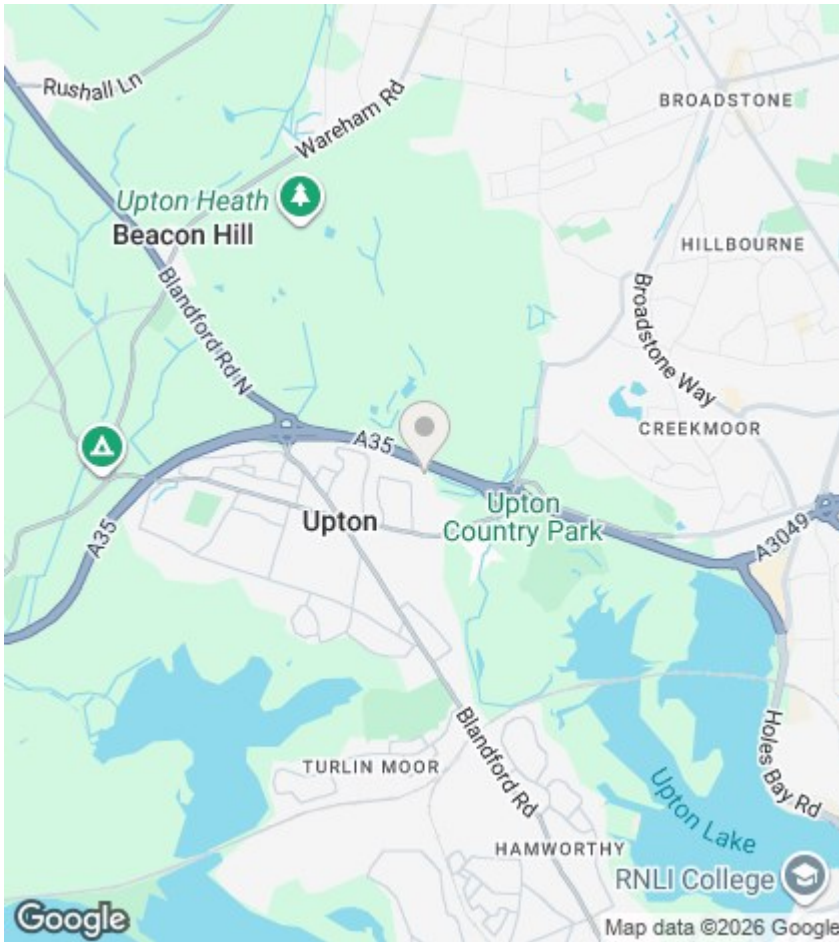 Rushall Ln
Wareham Rd
BROADSTONE
Upton Heath
Beacon Hill
HILLBOURNE
Blandford Rd N
Broadstone Way
CREEKMOOR
A35
Upton
Upton
Country Park
A35
A3049
Blandford Rd
TURLIN MOOR
Holes Bay Rd
Upton Lake
HAMWORTHY
RNLI College
Google
Map data ©2026 Google